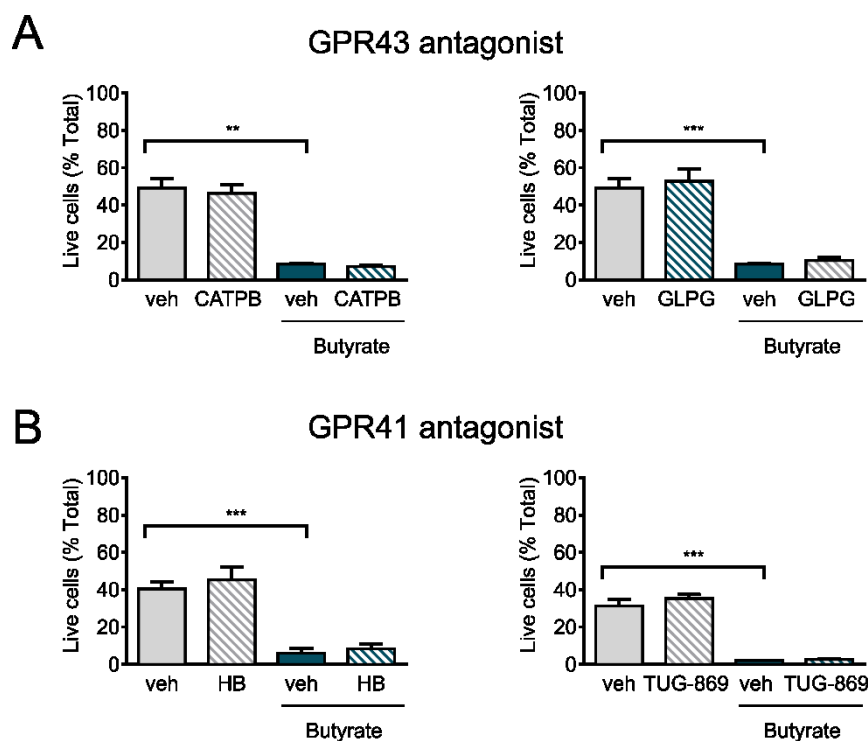 A
GPR43 antagonist
Live cells (% Total)
100
80
60
40
20
0
**
veh CATPB veh CATPB
Butyrate
Live cells (% Total)
100
80
60
40
20
0
***
veh GLPG veh GLPG
Butyrate
B
GPR41 antagonist
Live cells (% Total)
100
80
60
40
20
0
***
veh HB veh HB
Butyrate
Live cells (% Total)
100
80
60
40
20
0
***
veh TUG-869 veh TUG-869
Butyrate